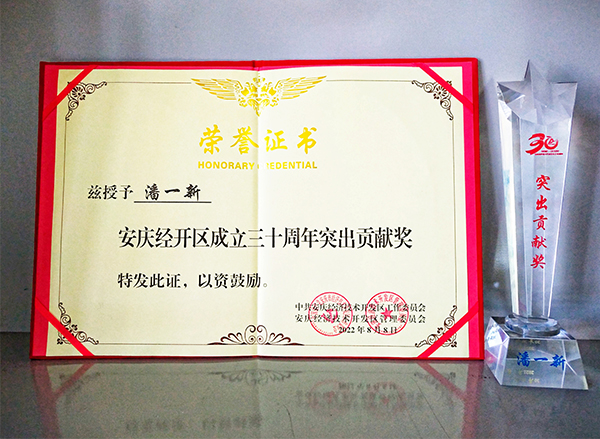 荣誉证书
HONORARY CREDENTIAL
兹授予 潘一新
安庆经开区成立三十周年突出贡献奖
特发此证，以资鼓励。
中共安庆经济技术开发区工作委员会
安庆经济技术开发区管理委员会
2022年8月8日
30
突出贡献奖
潘一新